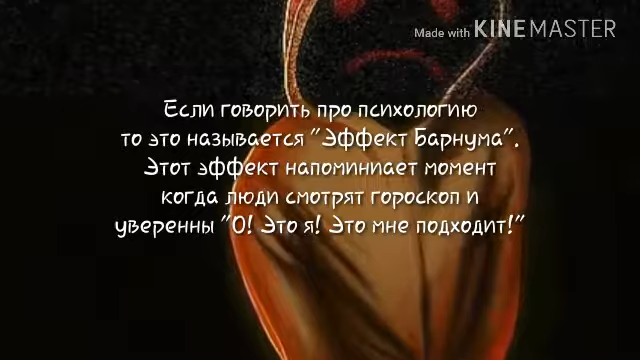 Made with KINEMASTER
Если говорить про психологию
то это называется "Эффект Барнума".
Этот эффект напоминпает момент
когда люди смотрят гороскоп и
уверенны "О! Это я! Это мне подходит!"